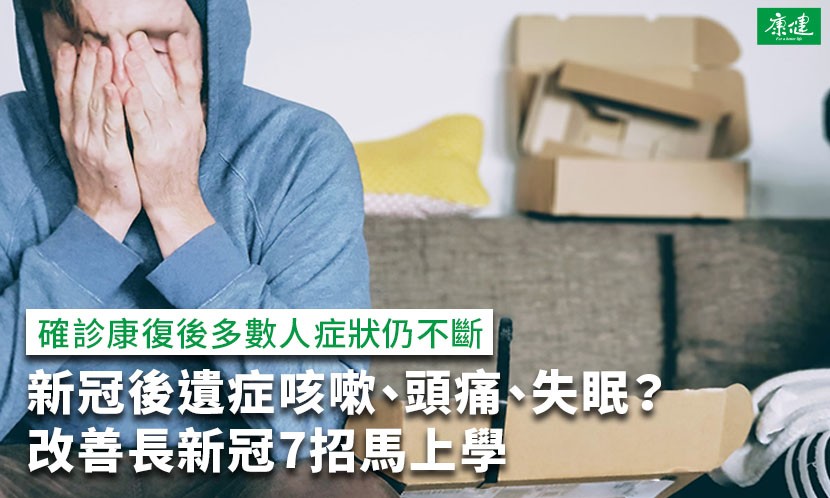 康健
For a better life
確診康復後多數人症狀仍不斷
新冠後遺症咳嗽、頭痛、失眠？
改善長新冠7招馬上學